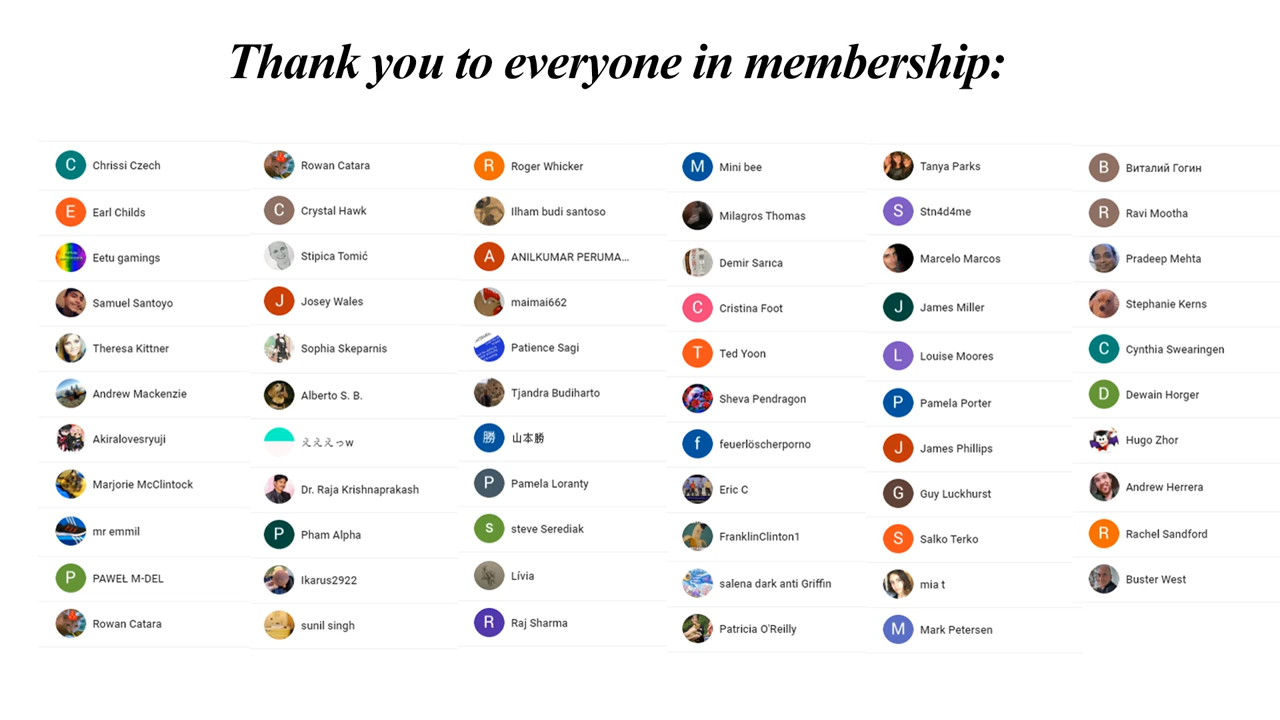 Thank you to everyone in membership:
C Chrissi Czech
E Earl Childs
Eetu gamings
Samuel Santoyo
Theresa Kittner
Andrew Mackenzie
Akiralovesryuji
Marjorie McClintock
mr emmil
P PAWEŁ M-DEL
Rowan Catara
Rowan Catara
C Crystal Hawk
Stipica Tomić
J Josey Wales
Sophia Skeparnis
Alberto S. B.
えええっw
Dr. Raja Krishnaprakash
P Pham Alpha
Ikarus2922
sunil singh
R Roger Whicker
Ilham budi santoso
A ANILKUMAR PERUMA...
maimai662
Patience Sagi
Tjandra Budiharto
勝 山本勝
P Pamela Loranty
s steve Serediak
Lívia
R Raj Sharma
M Mini bee
Milagros Thomas
Demir Sarıca
C Cristina Foot
T Ted Yoon
Sheva Pendragon
f feuerlöscherporno
Eric C
FranklinClinton1
salena dark anti Griffin
Patricia O'Reilly
Tanya Parks
S Stn4d4me
Marcelo Marcos
J James Miller
L Louise Moores
P Pamela Porter
J James Phillips
G Guy Luckhurst
S Salko Terko
mia t
M Mark Petersen
В Виталий Гогин
R Ravi Mootha
Pradeep Mehta
Stephanie Kerns
C Cynthia Swearingen
D Dewain Horger
Hugo Zhor
Andrew Herrera
R Rachel Sandford
Buster West